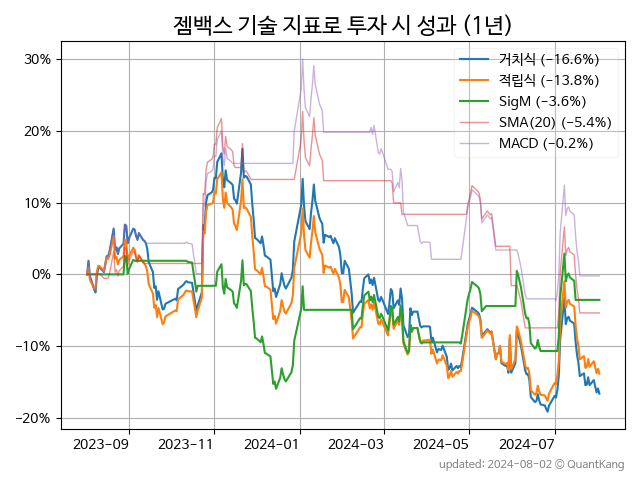 젬백스 기술 지표로 투자 시 성과 (1년)
거치식 (−16.6%)
적립식 (−13.8%)
SigM (−3.6%)
SMA(20) (−5.4%)
MACD (−0.2%)
30%
20%
10%
0%
−10%
−20%
2023−09
2023−11
2024−01
2024−03
2024−05
2024−07
updated: 2024-08-02 © QuantKang